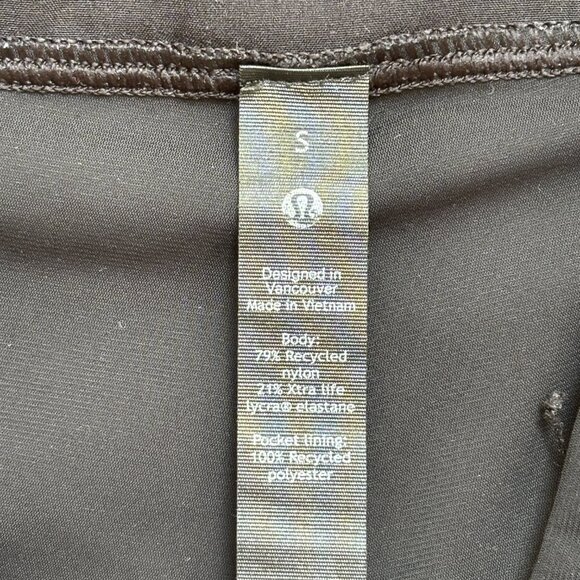 S
Designed in
Vancouver
Made in Vietnam
Body:
79% Recycled
nylon
21% Xtra life
lycra® elastane
Pocket lining:
100% Recycled
polyester